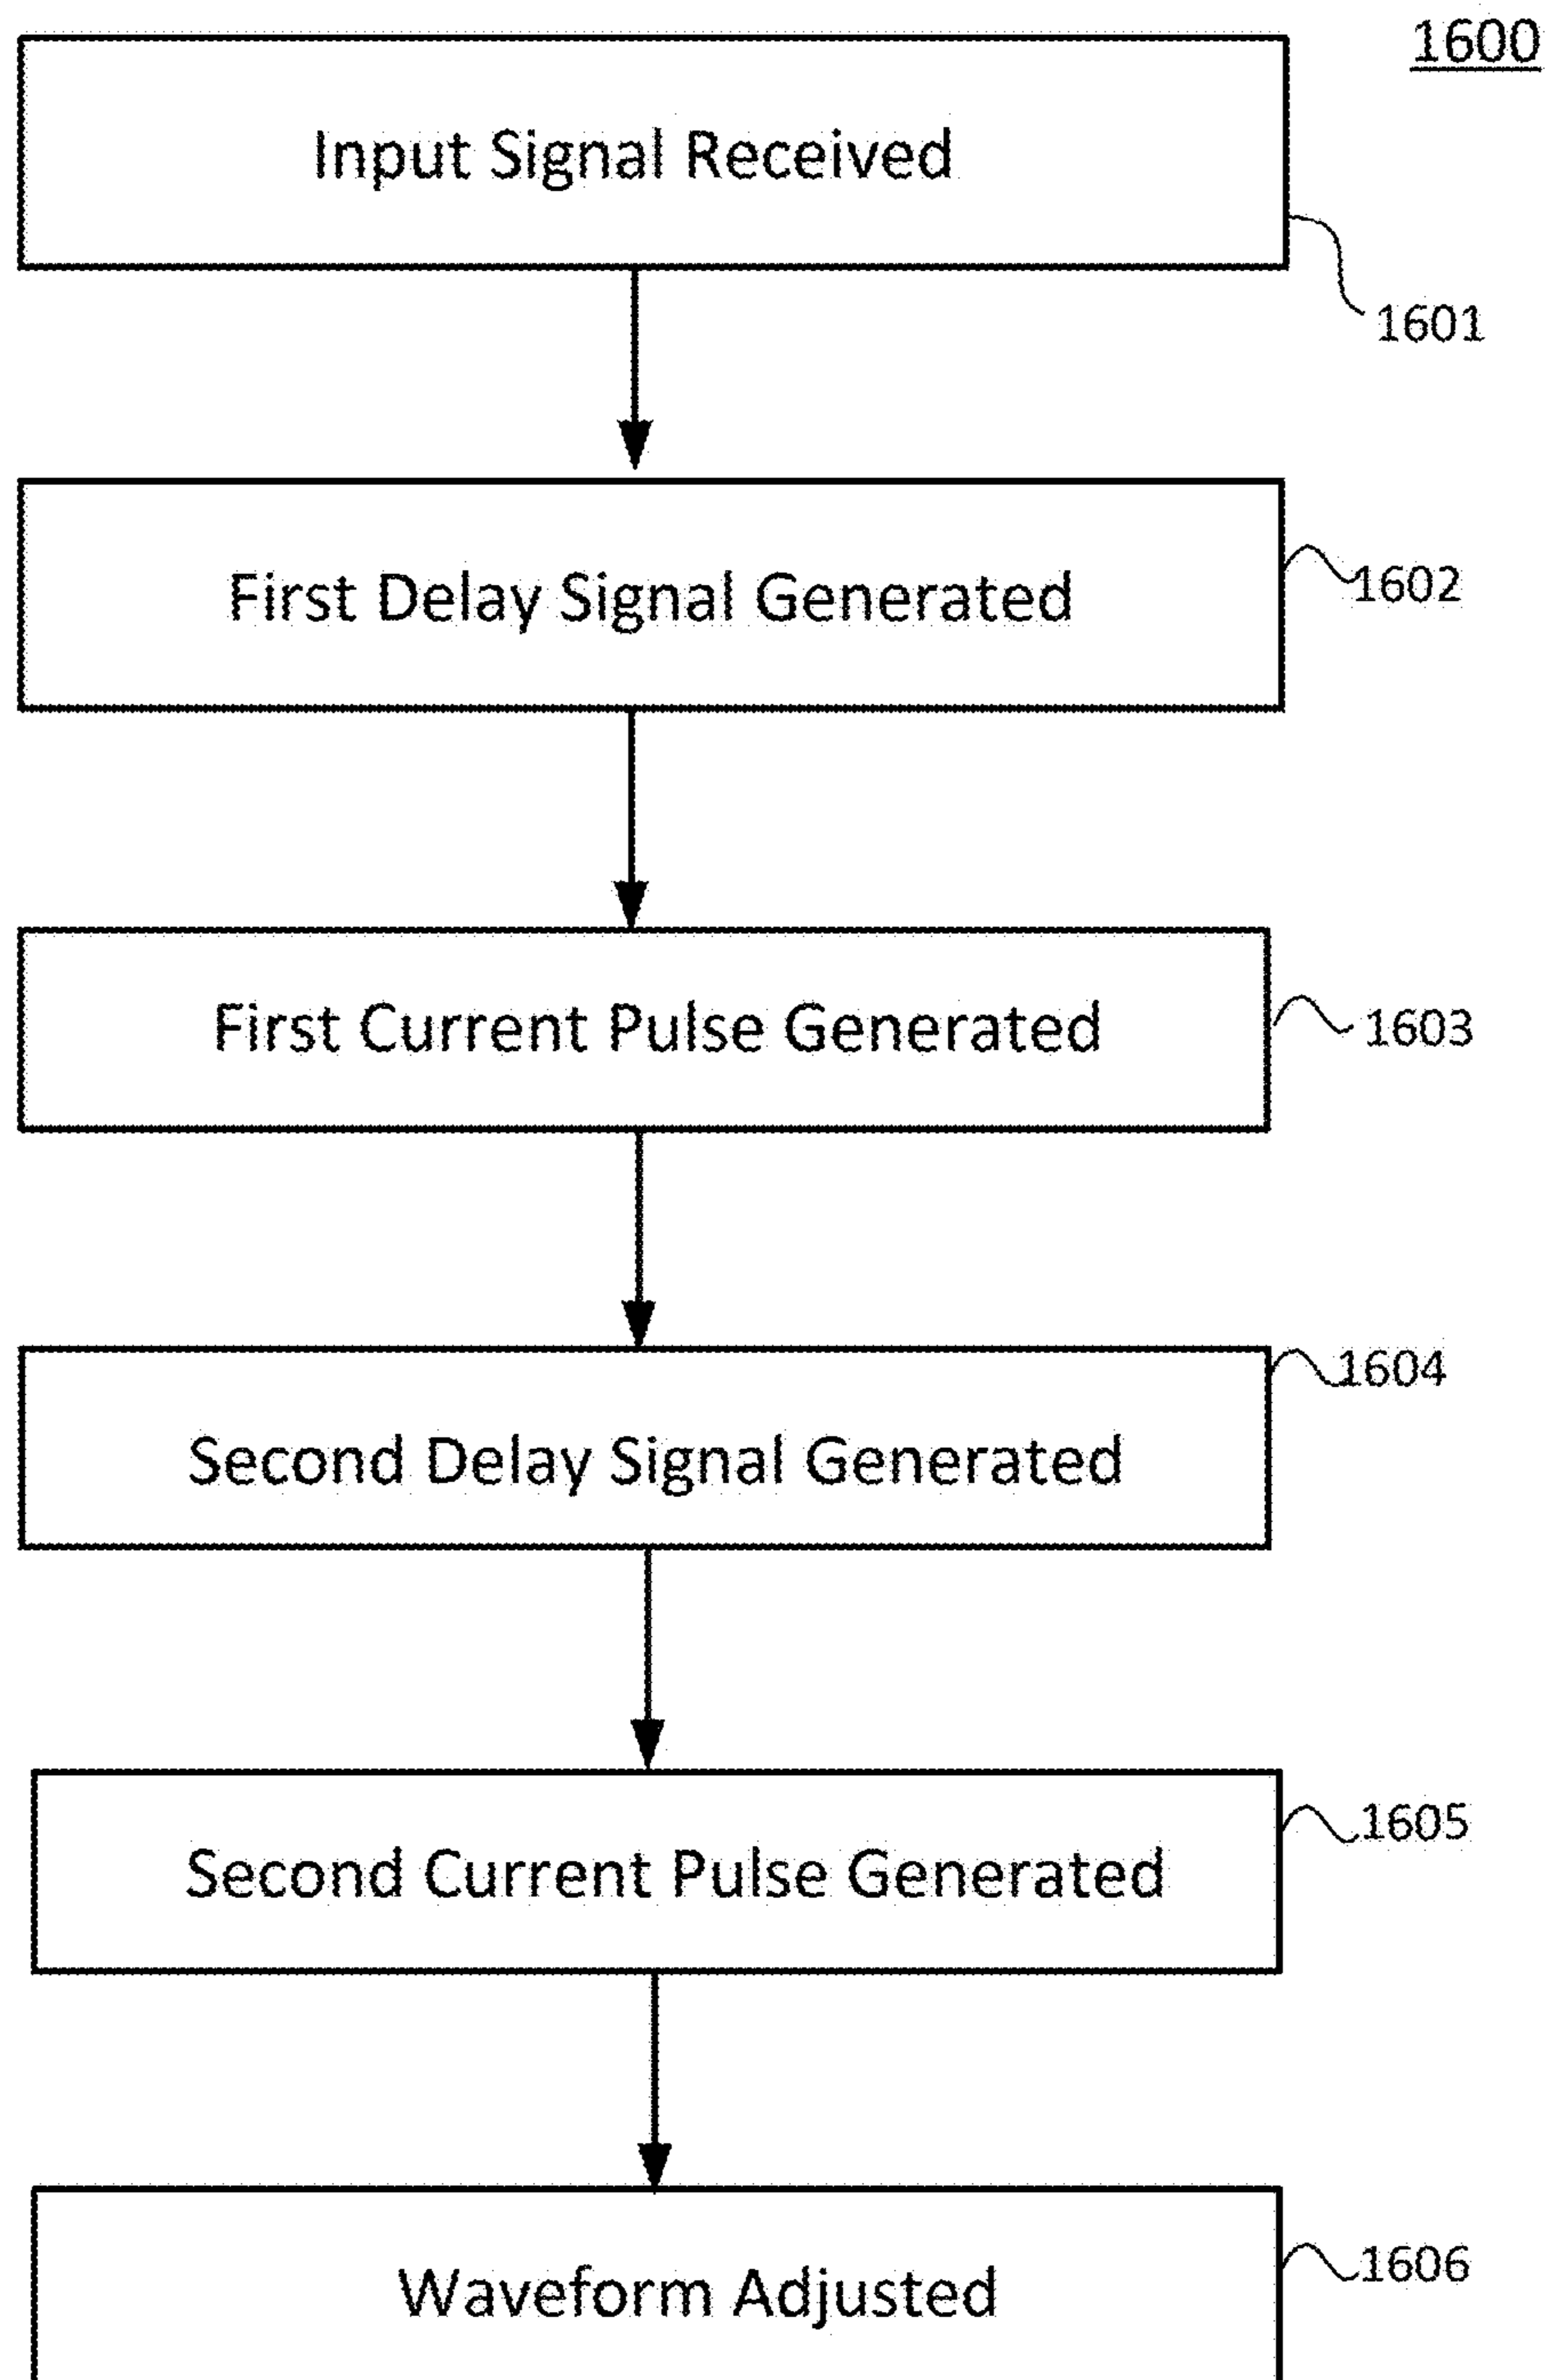 1600
Input Signal Received
1601
First Delay Signal Generated
1602
First Current Pulse Generated
1603
Second Delay Signal Generated
1604
Second Current Pulse Generated
1605
Waveform Adjusted
1606